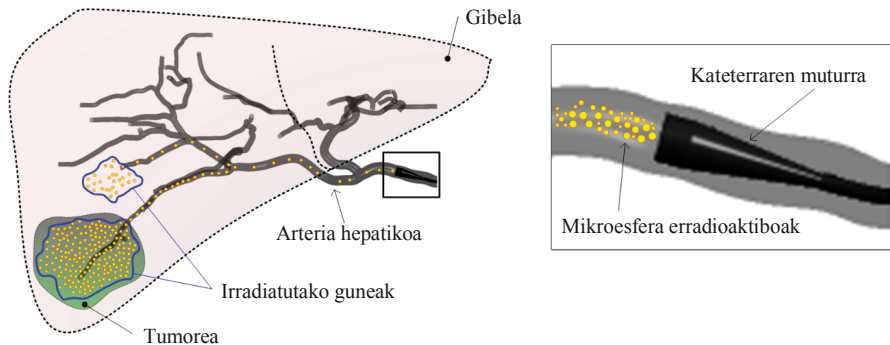 Gibela
Kateterraren muturra
Mikroesfera erradioaktiboak
Arteria hepatikoa
Irradiatutako guneak
Tumorea